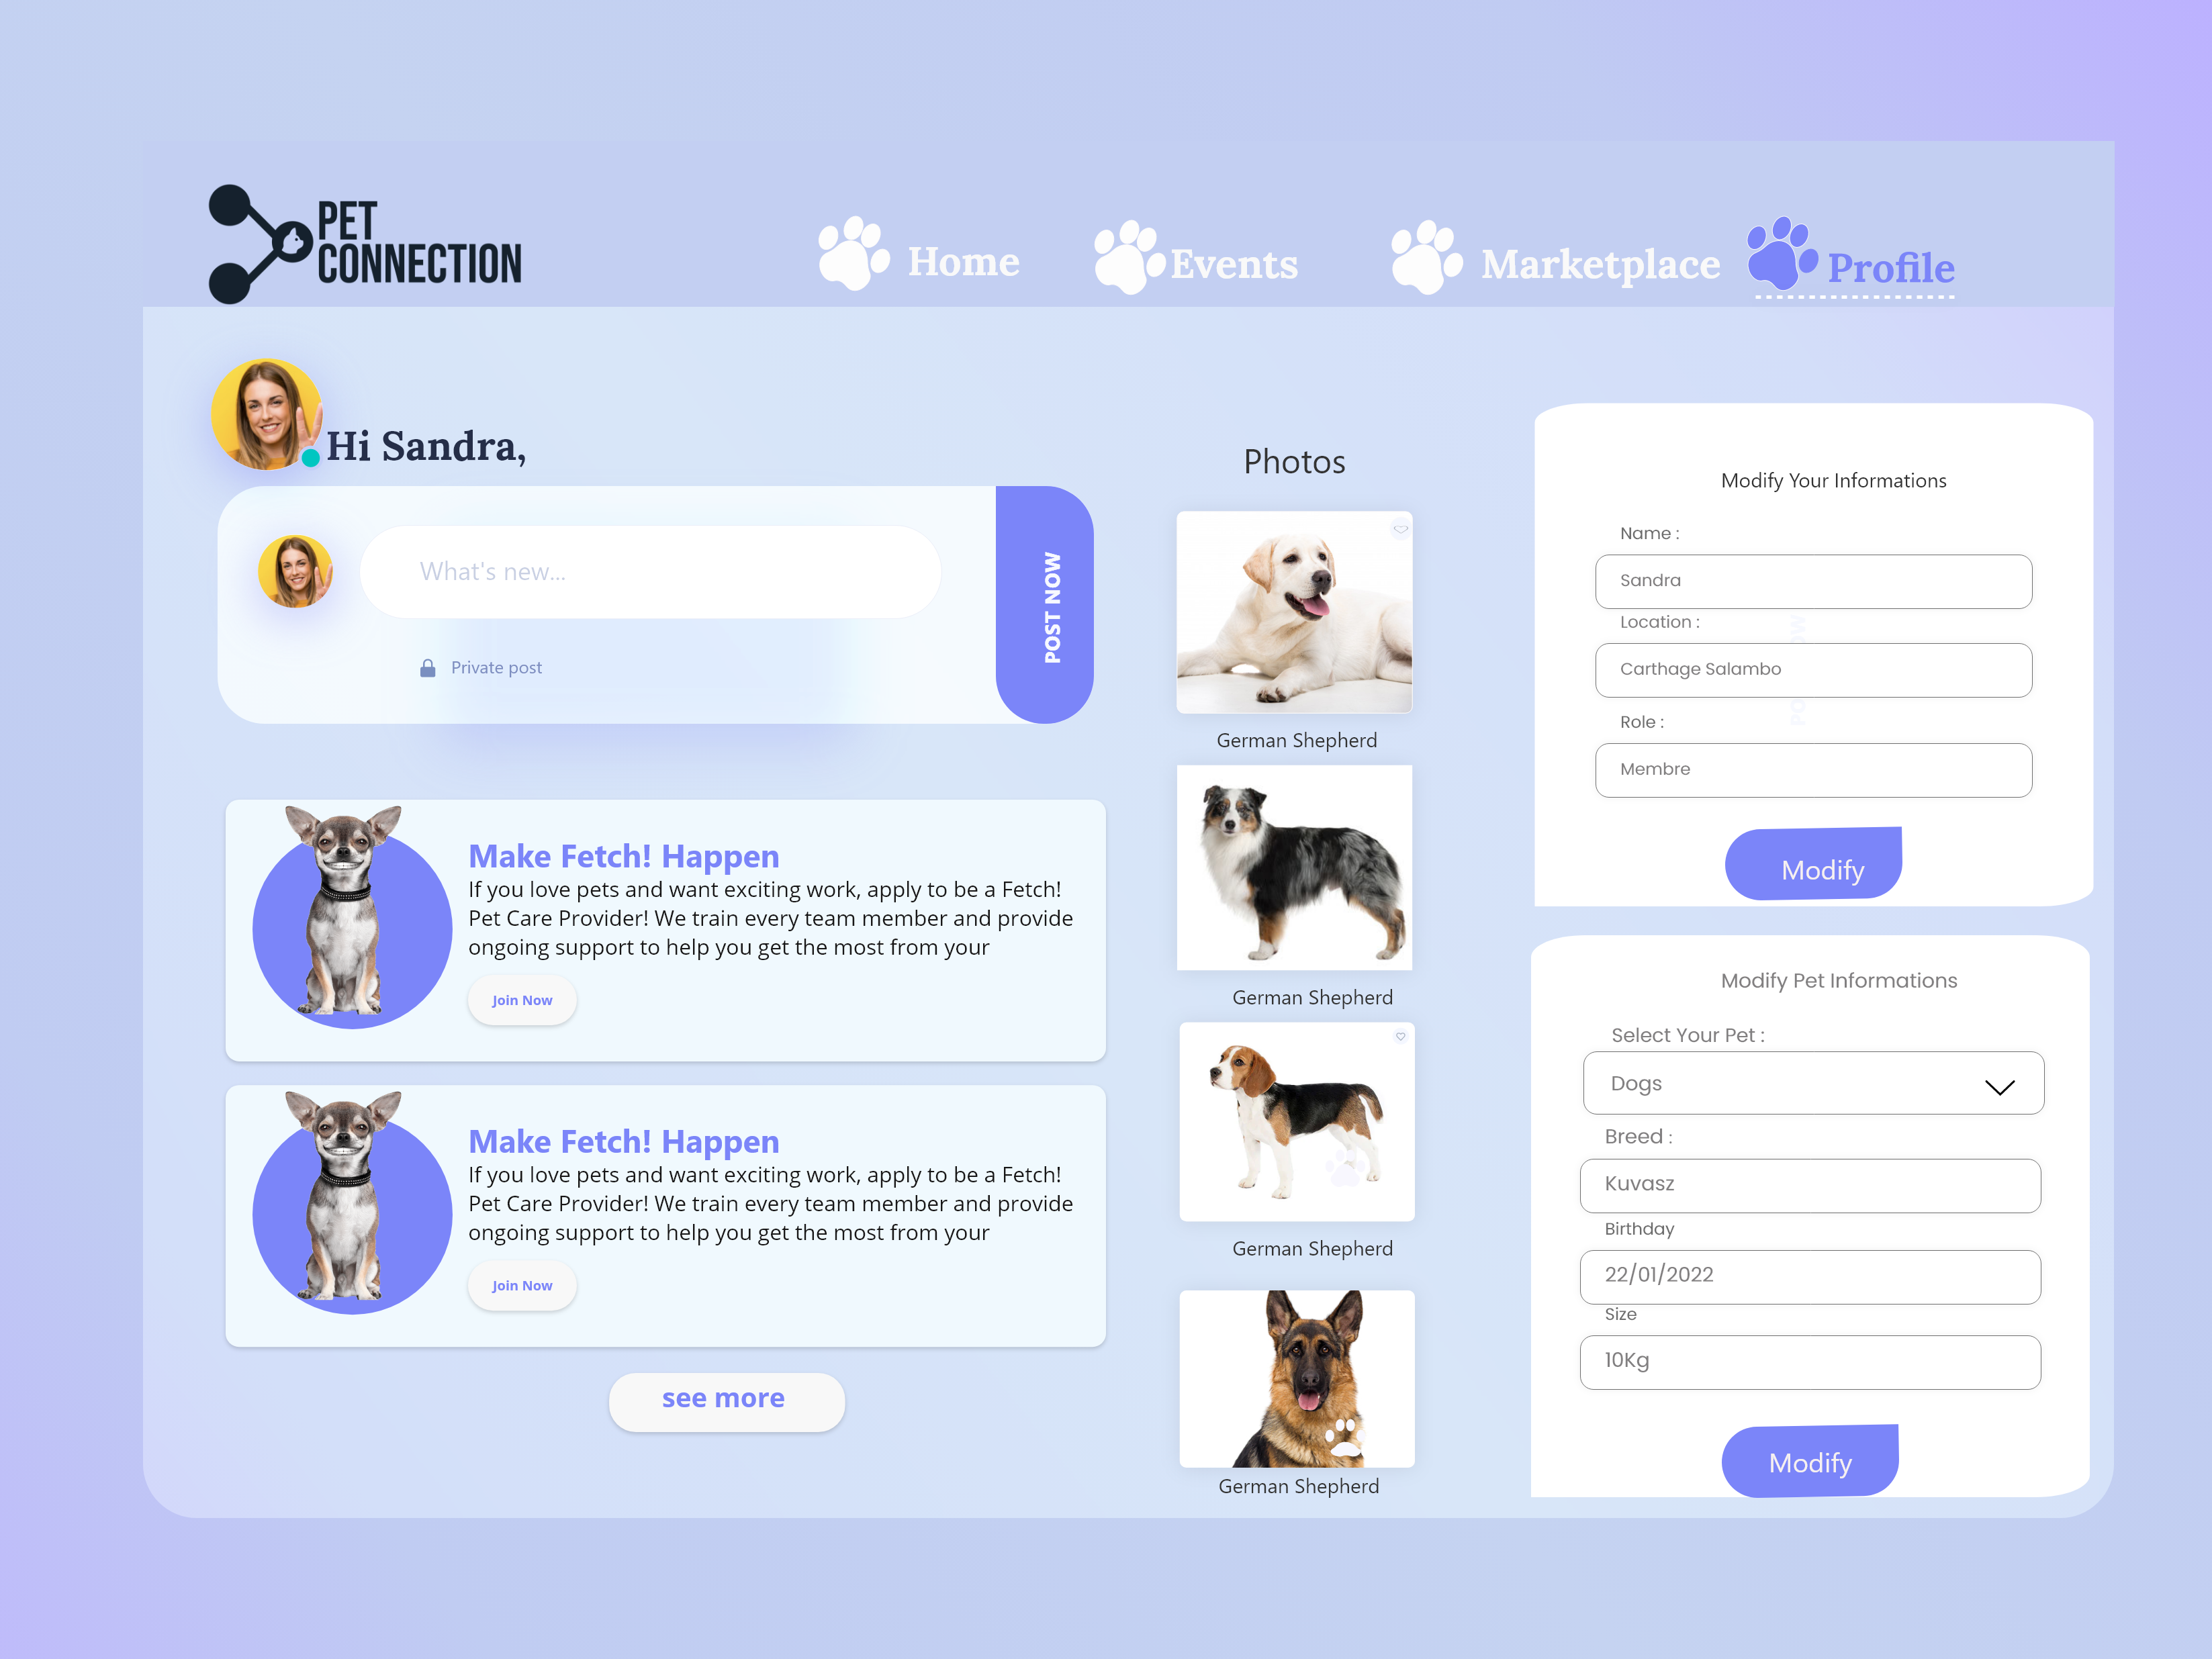 PET
CONNECTION
Home
Events
Marketplace
Profile
Hi Sandra,
What's new...
Private post
POST NOW
Make Fetch! Happen
If you love pets and want exciting work, apply to be a Fetch!
Pet Care Provider! We train every team member and provide
ongoing support to help you get the most from your
Join Now
Make Fetch! Happen
If you love pets and want exciting work, apply to be a Fetch!
Pet Care Provider! We train every team member and provide
ongoing support to help you get the most from your
Join Now
see more
Photos
German Shepherd
German Shepherd
German Shepherd
German Shepherd
Modify Your Informations
Name :
Sandra
Location :
Carthage Salambo
Role :
Membre
Modify
Modify Pet Informations
Select Your Pet :
Dogs
Breed :
Kuvasz
Birthday
22/01/2022
Size
10Kg
Modify